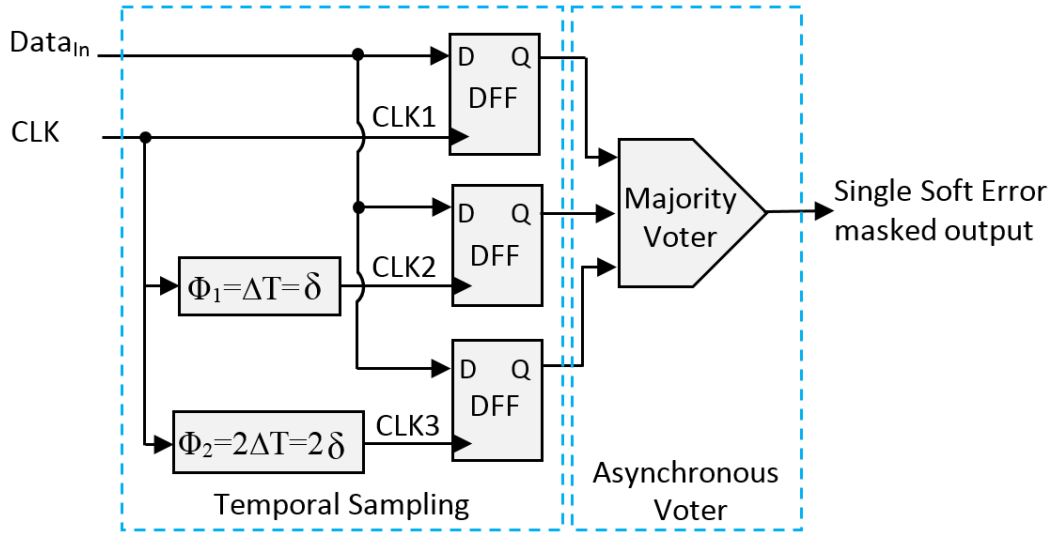 Data_In
CLK
D Q
DFF
CLK1
D Q
DFF
CLK2
Φ₁=ΔT=δ
D Q
DFF
CLK3
Φ₂=2ΔT=2δ
Majority
Voter
Single Soft Error
masked output
Temporal Sampling
Asynchronous
Voter